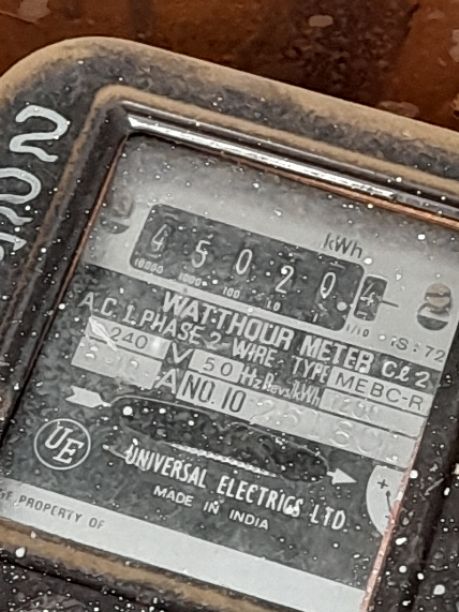 kWh
4 5 0 2 0 4
10000 1000 100 10 1/10
WATTHOUR METER Cl 2
A.C. 1. PHASE 2-WIRE. TYPE MEBC-R
240 V 50 Hz Revs/kWh
A NO. 10
UE
UNIVERSAL ELECTRICS LTD
MADE IN INDIA
PROPERTY OF